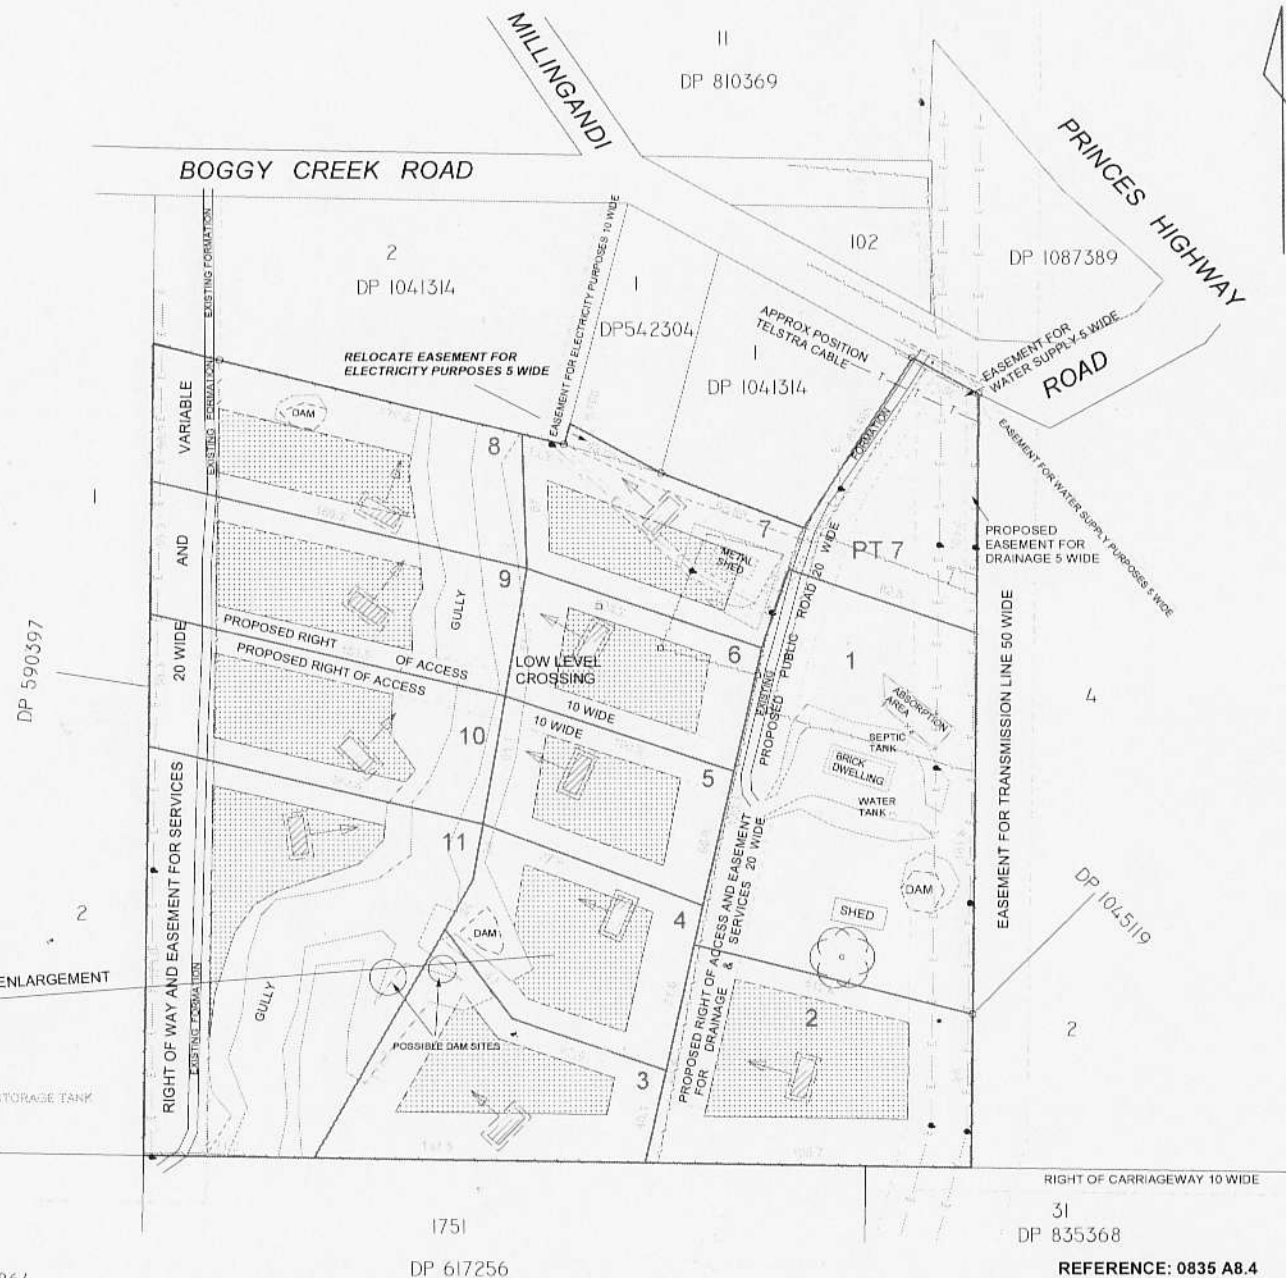 MILLINGANDI
11
DP 810369
PRINCES HIGHWAY
BOGGY CREEK ROAD
EXISTING FORMATION
2
DP 1041314
EASEMENT FOR ELECTRICITY PURPOSES 10 WIDE
1
DP542304
102
DP 1087389
APPROX POSITION
TELSTRA CABLE
1
DP 1041314
EASEMENT FOR
WATER SUPPLY 5 WIDE
ROAD
RELOCATE EASEMENT FOR
ELECTRICITY PURPOSES 5 WIDE
VARIABLE
EXISTING FORMATION
DAM
8
FORMATION
EASEMENT FOR WATER SUPPLY PURPOSES 5 WIDE
1
7
METAL
SHED
PT 7
PROPOSED
EASEMENT FOR
DRAINAGE 5 WIDE
AND
9
GULLY
20 WIDE
PROPOSED RIGHT OF ACCESS
PROPOSED RIGHT OF ACCESS
LOW LEVEL
CROSSING
10 WIDE
10 WIDE
6
EXISTING
PROPOSED PUBLIC ROAD 20 WIDE
1
ABSORPTION
AREA
SEPTIC
TANK
BRICK
DWELLING
WATER
TANK
EASEMENT FOR TRANSMISSION LINE 50 WIDE
4
DP 590397
10
5
11
RIGHT OF WAY AND EASEMENT FOR SERVICES
2
4
DAM
DAM
SHED
DP 1045119
ENLARGEMENT
EXISTING FORMATION
GULLY
POSSIBLE DAM SITES
PROPOSED RIGHT OF ACCESS AND EASEMENT
FOR DRAINAGE & SERVICES 20 WIDE
2
2
3
STORAGE TANK
RIGHT OF CARRIAGEWAY 10 WIDE
1751
DP 617256
31
DP 835368
REFERENCE: 0835 A8.4